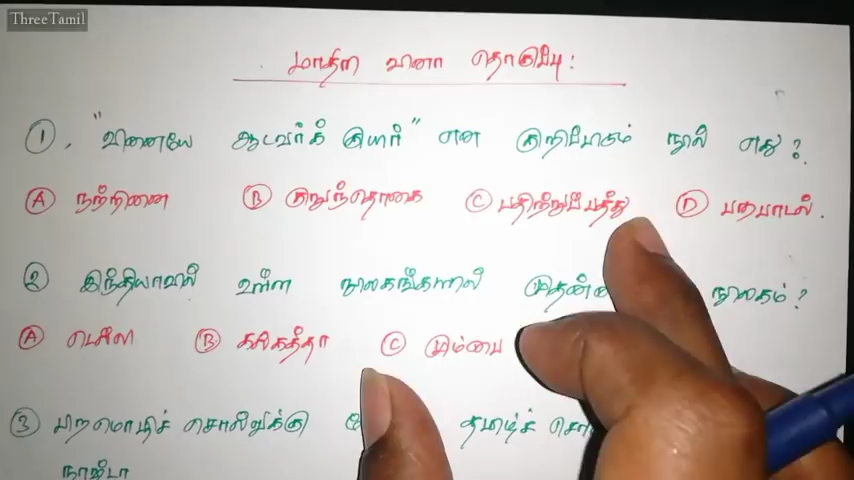 ThreeTamil
மாதிரி வினா தொகுப்பு :
1, "வினையே ஆடவர்க் குயிர்" என குறிப்பிடும் நூல் எது ?
A நற்றிணை B குறுந்தொகை C பதிற்றுப்பத்து D பரிபாடல்.
2 இந்தியாவில் உள்ள நூலகங்களில் நூலகம் ?
A டெல்லி B கல்கத்தா C மும்பை
3 பிறமொழிச் சொல்லுக்கு தமிழ்ச்